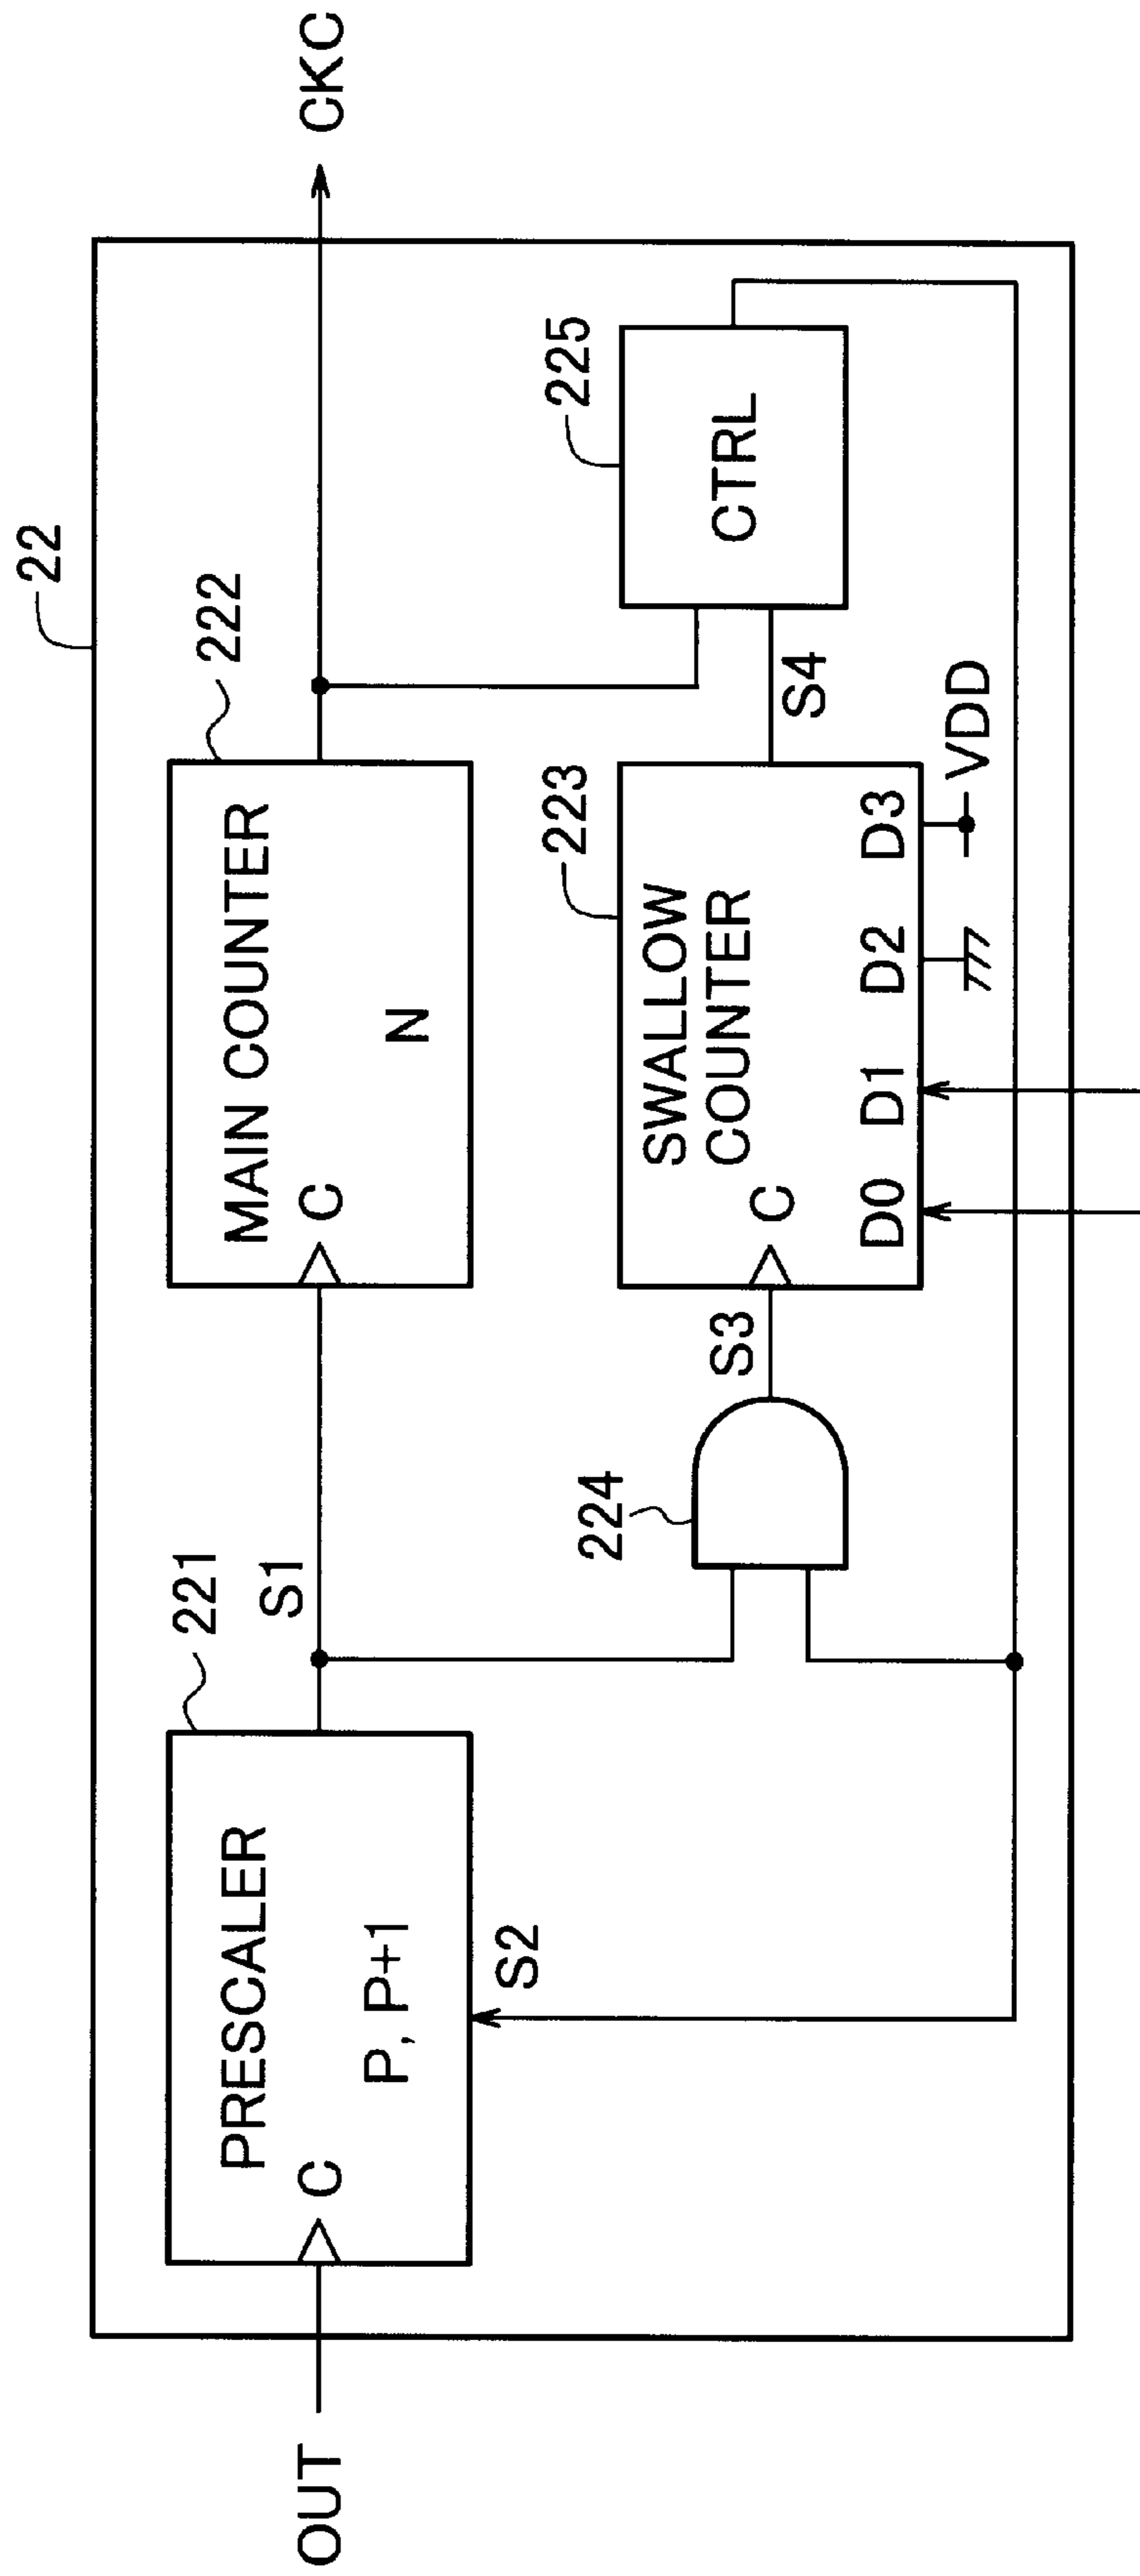 22
OUT
PRESCALER
C
P, P+1
221
S1
S2
MAIN COUNTER
C
N
222
CKC
224
S3
SWALLOW
COUNTER
C
D0 D1 D2 D3
223
VDD
S4
CTRL
225